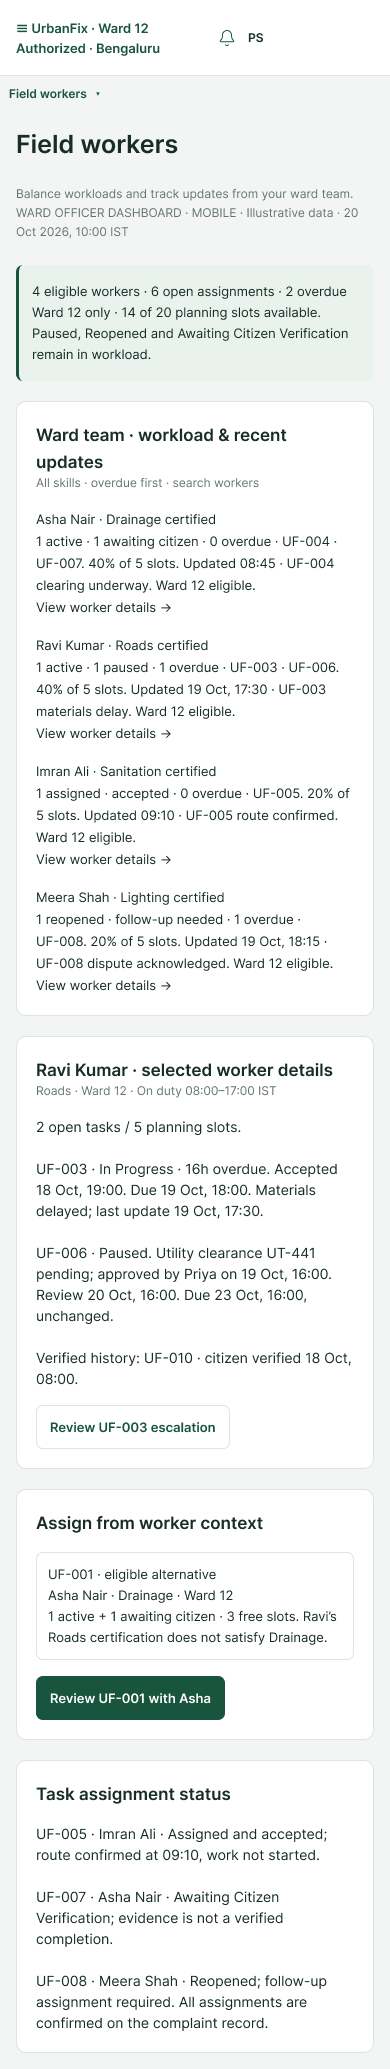 ≡ UrbanFix · Ward 12
Authorized · Bengaluru
PS
Field workers ▾
Field workers
Balance workloads and track updates from your ward team.
WARD OFFICER DASHBOARD · MOBILE · Illustrative data · 20
Oct 2026, 10:00 IST
4 eligible workers · 6 open assignments · 2 overdue
Ward 12 only · 14 of 20 planning slots available.
Paused, Reopened and Awaiting Citizen Verification
remain in workload.
Ward team · workload & recent
updates
All skills · overdue first · search workers
Asha Nair · Drainage certified
1 active · 1 awaiting citizen · 0 overdue · UF-004 ·
UF-007. 40% of 5 slots. Updated 08:45 · UF-004
clearing underway. Ward 12 eligible.
View worker details →
Ravi Kumar · Roads certified
1 active · 1 paused · 1 overdue · UF-003 · UF-006.
40% of 5 slots. Updated 19 Oct, 17:30 · UF-003
materials delay. Ward 12 eligible.
View worker details →
Imran Ali · Sanitation certified
1 assigned · accepted · 0 overdue · UF-005. 20% of
5 slots. Updated 09:10 · UF-005 route confirmed.
Ward 12 eligible.
View worker details →
Meera Shah · Lighting certified
1 reopened · follow-up needed · 1 overdue ·
UF-008. 20% of 5 slots. Updated 19 Oct, 18:15 ·
UF-008 dispute acknowledged. Ward 12 eligible.
View worker details →
Ravi Kumar · selected worker details
Roads · Ward 12 · On duty 08:00–17:00 IST
2 open tasks / 5 planning slots.
UF-003 · In Progress · 16h overdue. Accepted
18 Oct, 19:00. Due 19 Oct, 18:00. Materials
delayed; last update 19 Oct, 17:30.
UF-006 · Paused. Utility clearance UT-441
pending; approved by Priya on 19 Oct, 16:00.
Review 20 Oct, 16:00. Due 23 Oct, 16:00,
unchanged.
Verified history: UF-010 · citizen verified 18 Oct,
08:00.
Review UF-003 escalation
Assign from worker context
UF-001 · eligible alternative
Asha Nair · Drainage · Ward 12
1 active + 1 awaiting citizen · 3 free slots. Ravi’s
Roads certification does not satisfy Drainage.
Review UF-001 with Asha
Task assignment status
UF-005 · Imran Ali · Assigned and accepted;
route confirmed at 09:10, work not started.
UF-007 · Asha Nair · Awaiting Citizen
Verification; evidence is not a verified
completion.
UF-008 · Meera Shah · Reopened; follow-up
assignment required. All assignments are
confirmed on the complaint record.